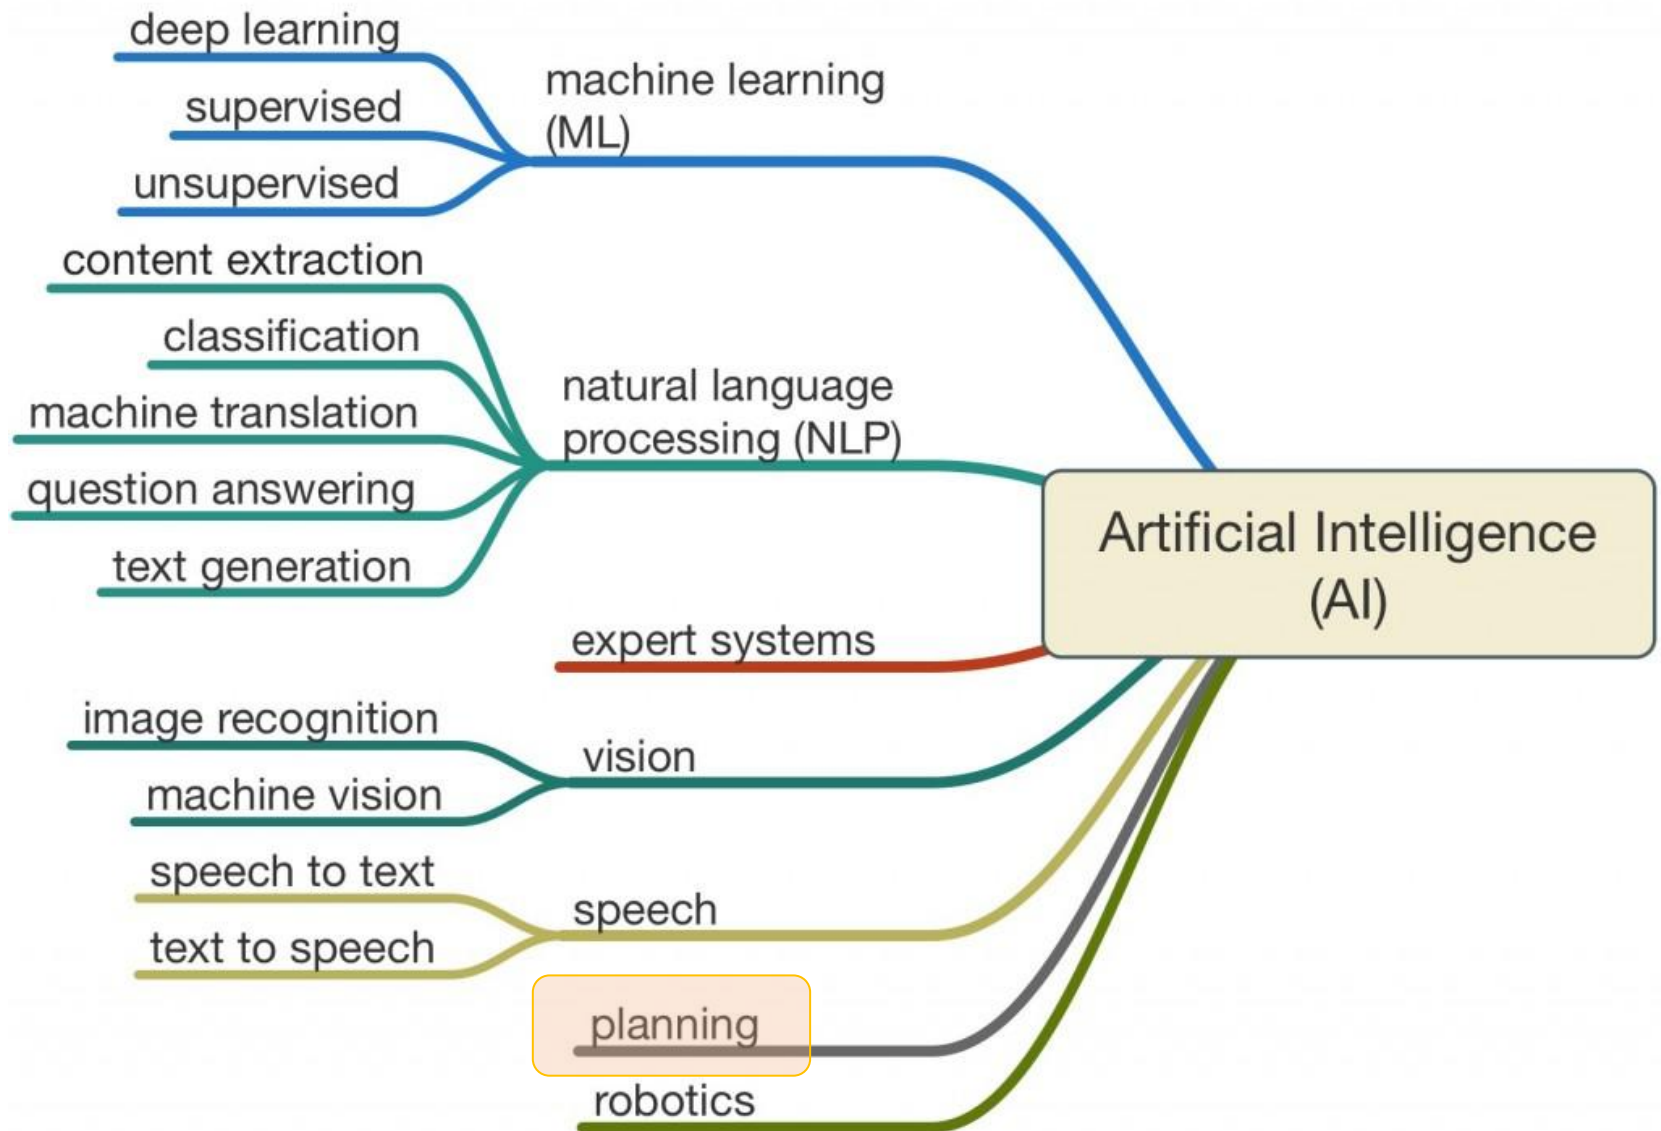 deep learning
supervised
unsupervised
machine learning
(ML)
content extraction
classification
machine translation
question answering
text generation
natural language
processing (NLP)
Artificial Intelligence
(AI)
expert systems
image recognition
machine vision
vision
speech to text
text to speech
speech
planning
robotics